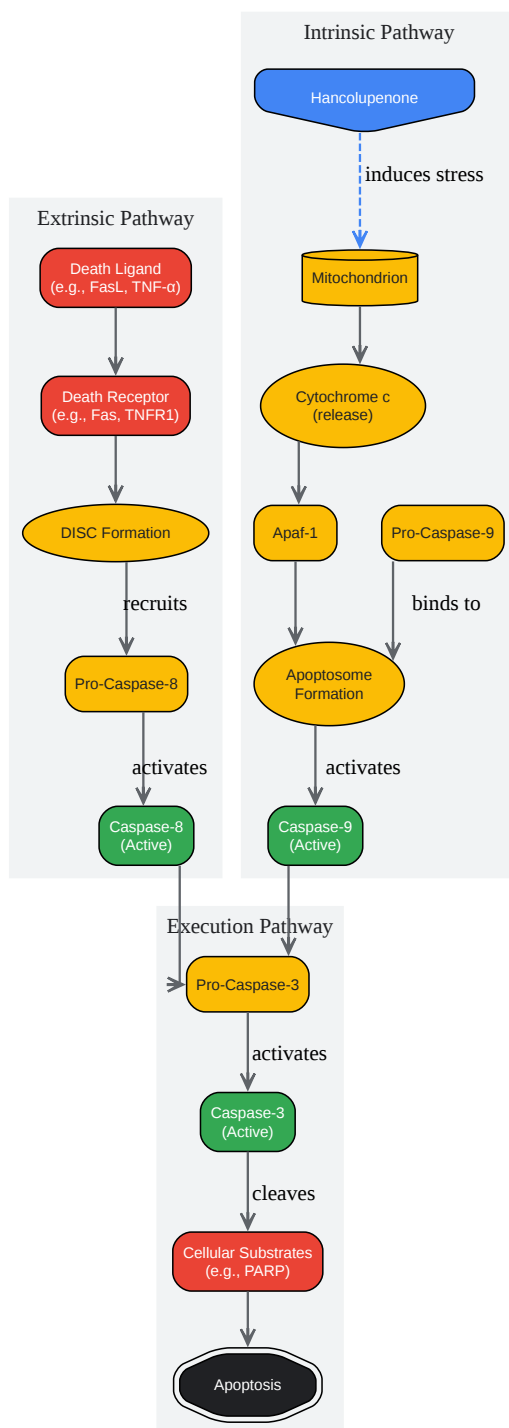 Intrinsic Pathway
Hancolupenone
induces stress
Extrinsic Pathway
Death Ligand
(e.g., FasL, TNF-α)
Mitochondrion
Death Receptor
(e.g., Fas, TNFR1)
Cytochrome c
(release)
DISC Formation
Apaf-1
Pro-Caspase-9
recruits
binds to
Pro-Caspase-8
Apoptosome
Formation
activates
activates
Caspase-8
(Active)
Caspase-9
(Active)
Execution Pathway
Pro-Caspase-3
activates
Caspase-3
(Active)
cleaves
Cellular Substrates
(e.g., PARP)
Apoptosis